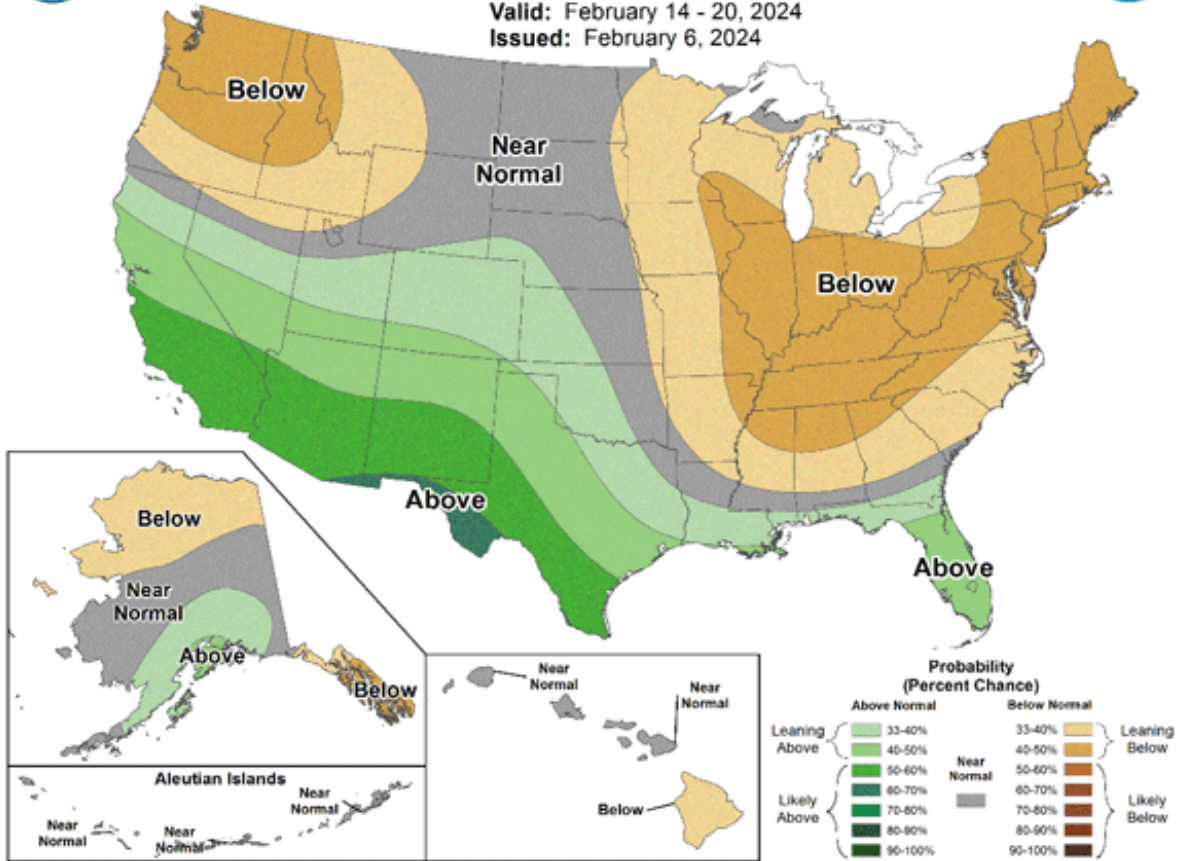 Valid: February 14 - 20, 2024
Issued: February 6, 2024
Below
Near
Normal
Below
Above
Above
Below
Near
Normal
Above
Below
Aleutian Islands
Near
Normal
Near
Normal
Near
Normal
Near
Normal
Near
Normal
Below
Probability
(Percent Chance)
Above Normal
Below Normal
Leaning
Above
33-40%
40-50%
Likely
Above
50-60%
60-70%
70-80%
80-90%
90-100%
Near
Normal
33-40%
40-50%
Leaning
Below
50-60%
60-70%
70-80%
80-90%
90-100%
Likely
Below